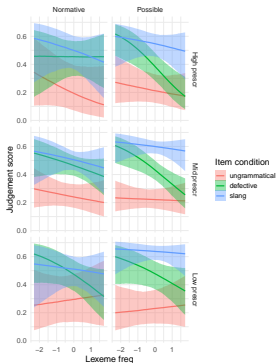 Normative Possible
0.6
0.4
0.2
0.0
High prescr
0.6
0.4
0.2
0.0
Mid prescr
0.6
0.4
0.2
0.0
Low prescr
−2 −1 0 1 −2 −1 0 1
Lexeme freq
Judgement score
Item condition
ungrammatical
defective
slang